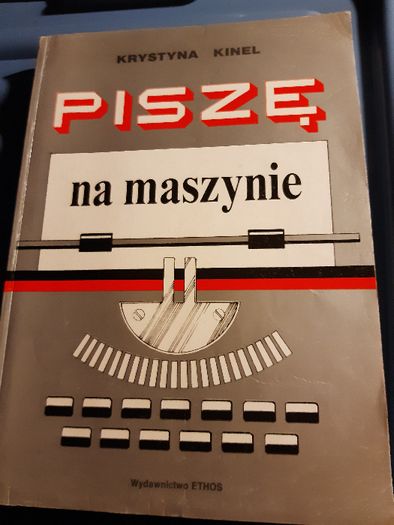 KRYSTYNA KINEL
PISZĘ
na maszynie
Wydawnictwo ETHOS